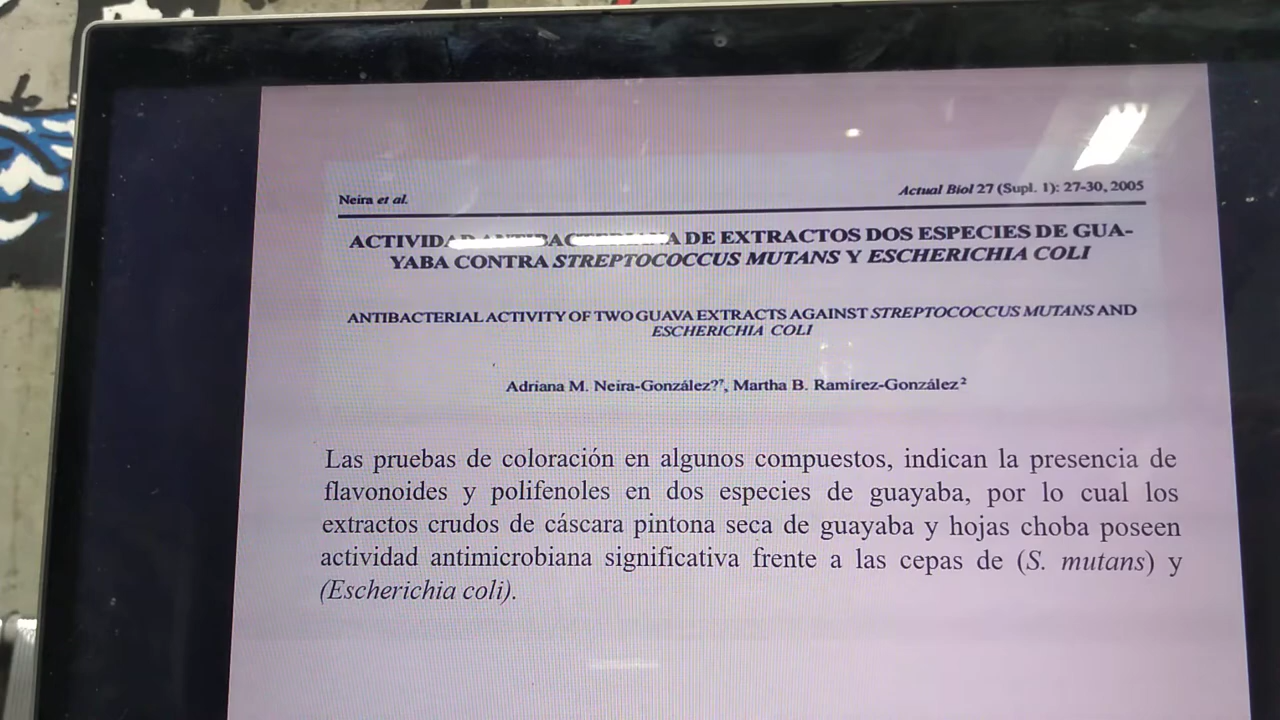 Neira et al.
Actual Biol 27 (Supl. 1): 27-30, 2005
DE EXTRACTOS DOS ESPECIES DE GUA-
YABA CONTRA STREPTOCOCCUS MUTANS Y ESCHERICHIA COLI
ANTIBACTERIAL ACTIVITY OF TWO GUAVA EXTRACTS AGAINST STREPTOCOCCUS MUTANS AND
ESCHERICHIA COLI
Adriana M. Neira-González?⁷, Martha B. Ramírez-González²
Las pruebas de coloración en algunos compuestos, indican la presencia de
flavonoides y polifenoles en dos especies de guayaba, por lo cual los
extractos crudos de cáscara pintona seca de guayaba y hojas choba poseen
actividad antimicrobiana significativa frente a las cepas de (S. mutans) y
(Escherichia coli).